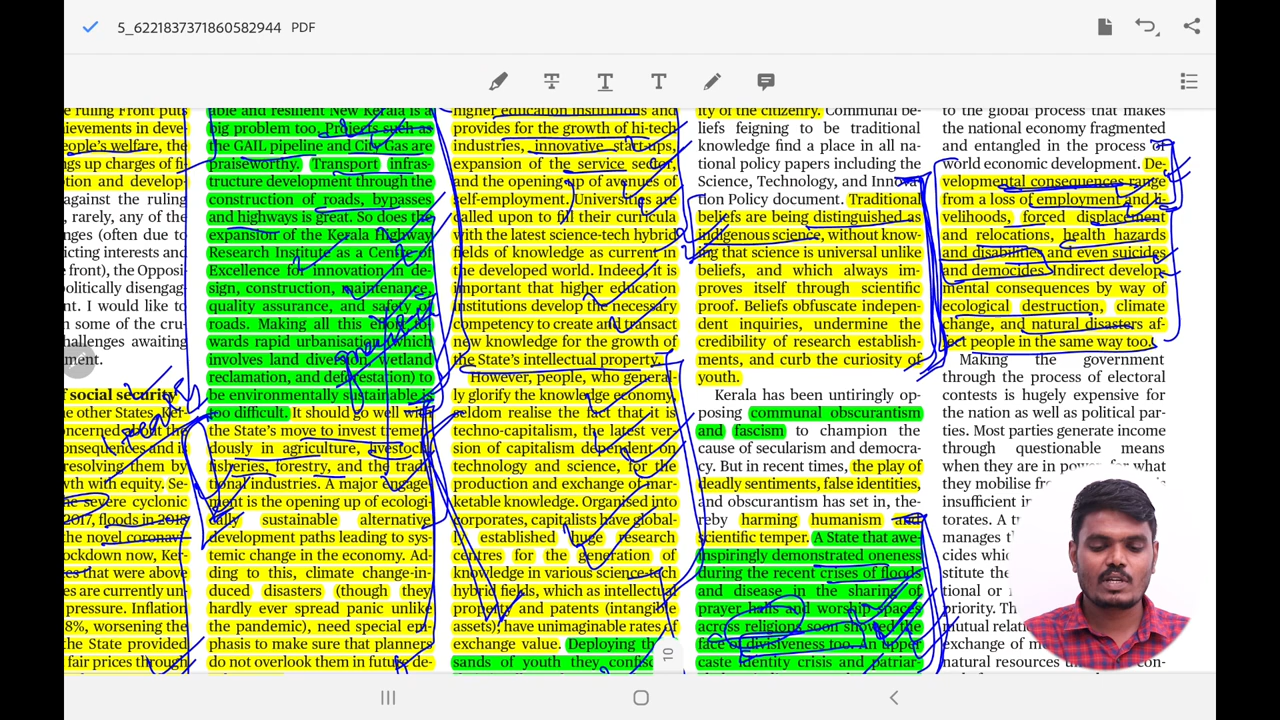 5_6221837371860582944 PDF
e ruling Front puts
ievements in deve-
eople's welfare, the
ngs up charges of fi-
ption and develop-
against the ruling
, rarely, any of the
nges (often due to
icting interests and
e front), the Opposi-
politically disengag-
nt. I would like to
n some of the cru-
hallenges awaiting
ment.
f social security
e other States, Ker-
oncerned about the
onsequences and is
resolving them by
wth with equity. Se-
he severe cyclonic
2017, floods in 2018
the novel coronavi-
ockdown now, Ker-
es that were above
es are currently un-
pressure. Inflation
8%, worsening the
the State provided
fair prices through
able and resilient New Kerala is a
big problem too. Projects such as
the GAIL pipeline and City Gas are
praiseworthy. Transport infras-
tructure development through the
construction of roads, bypasses
and highways is great. So does the
expansion of the Kerala Highway
Research Institute as a Centre of
Excellence for innovation in de-
sign, construction, maintenance,
quality assurance, and safety of
roads. Making all this effort to-
wards rapid urbanisation (which
involves land diversion, wetland
reclamation, and deforestation) to
be environmentally sustainable is
too difficult. It should go well with
the State's move to invest tremen-
dously in agriculture, livestock,
fisheries, forestry, and the tradi-
tional industries. A major engage-
ment is the opening up of ecologi-
cally sustainable alternative
development paths leading to sys-
temic change in the economy. Ad-
ding to this, climate change-in-
duced disasters (though they
hardly ever spread panic unlike
the pandemic), need special em-
phasis to make sure that planners
do not overlook them in future de-
higher education institutions and
provides for the growth of hi-tech
industries, innovative start-ups,
expansion of the service sector,
and the opening up of avenues of
self-employment. Universities are
called upon to fill their curricula
with the latest science-tech hybrid
fields of knowledge as current in
the developed world. Indeed, it is
important that higher education
institutions develop the necessary
competency to create and transact
new knowledge for the growth of
the State's intellectual property.
However, people, who general-
ly glorify the knowledge economy,
seldom realise the fact that it is
techno-capitalism, the latest ver-
sion of capitalism dependent on
technology and science, for the
production and exchange of mar-
ketable knowledge. Organised into
corporates, capitalists have global-
ly established huge research
centres for the generation of
knowledge in various science-tech
hybrid fields, which as intellectual
property and patents (intangible
assets), have unimaginable rates of
exchange value. Deploying th
sands of youth they confisc
10
ity of the citizenry. Communal be-
liefs feigning to be traditional
knowledge find a place in all na-
tional policy papers including the
Science, Technology, and Innova-
tion Policy document. Traditional
beliefs are being distinguished as
indigenous science, without know-
ing that science is universal unlike
beliefs, and which always im-
proves itself through scientific
proof. Beliefs obfuscate indepen-
dent inquiries, undermine the
credibility of research establish-
ments, and curb the curiosity of
youth.
Kerala has been untiringly op-
posing communal obscurantism
and fascism to champion the
cause of secularism and democra-
cy. But in recent times, the play of
deadly sentiments, false identities,
and obscurantism has set in, the-
reby harming humanism and
scientific temper. A State that awe-
inspiringly demonstrated oneness
during the recent crises of floods
and disease in the sharing of
prayer halls and worship spaces
across religions soon showed the
face of divisiveness too. An upper
caste identity crisis and patriar-
to the global process that makes
the national economy fragmented
and entangled in the process of
world economic development. De-
velopmental consequences range
from a loss of employment and li-
velihoods, forced displacement
and relocations, health hazards
and disabilities, and even suicides
and democides. Indirect develop-
mental consequences by way of
ecological destruction, climate
change, and natural disasters af-
fect people in the same way too.
Making the government
through the process of electoral
contests is hugely expensive for
the nation as well as political par-
ties. Most parties generate income
through questionable means
when they are in power for what
they mobilise fr
insufficient in
torates. A t
manages t
cides whic
stitute the
tional or
priority. Th
mutual relat
exchange of m
natural resources con-